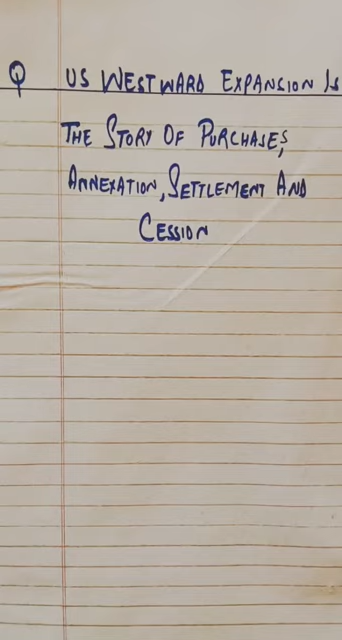 Q US WESTWARD EXPANSION IS
THE STORY OF PURCHASES,
ANNEXATION, SETTLEMENT AND
CESSION